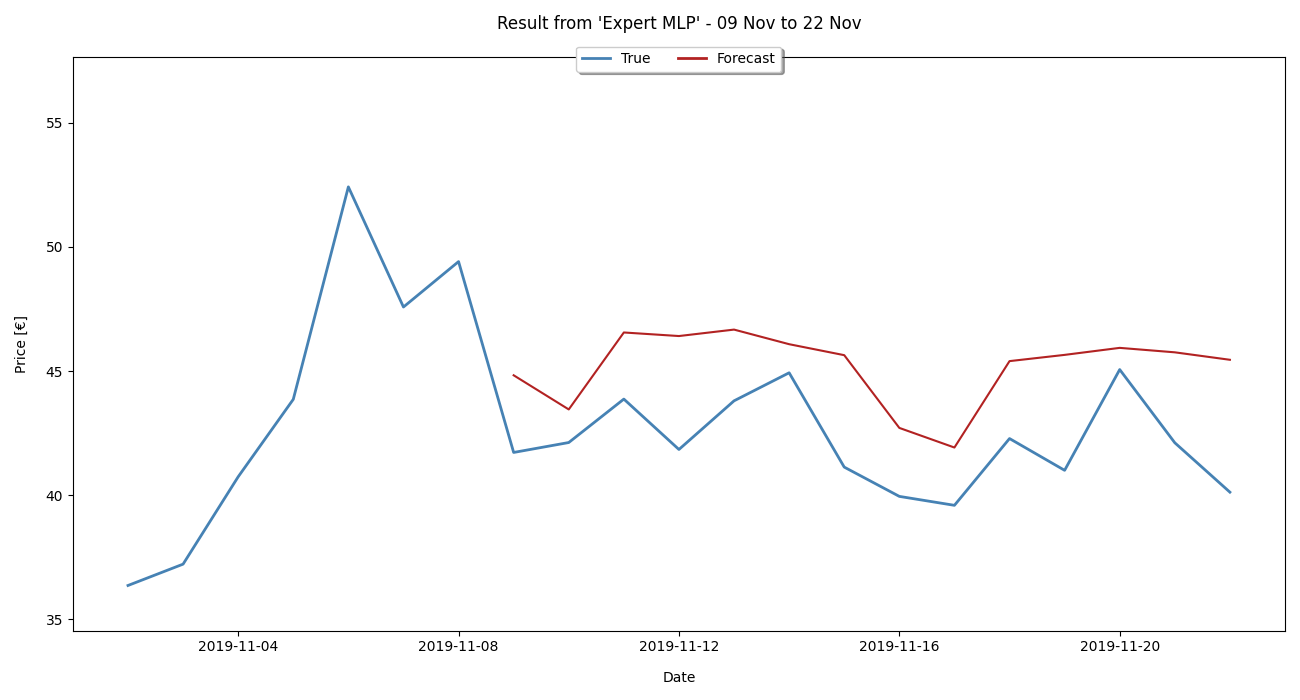 Result from 'Expert MLP' - 09 Nov to 22 Nov
True Forecast
55
50
45
40
35
Price [€]
2019-11-04 2019-11-08 2019-11-12 2019-11-16 2019-11-20
Date